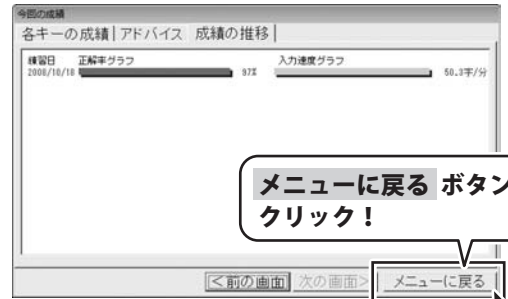 今回の成績
各キーの成績 アドバイス 成績の推移
練習日 正解率グラフ 入力速度グラフ
2008/10/18 97% 50.3字/分
メニューに戻る ボタン
クリック！
<前の画面 次の画面> メニューに戻る